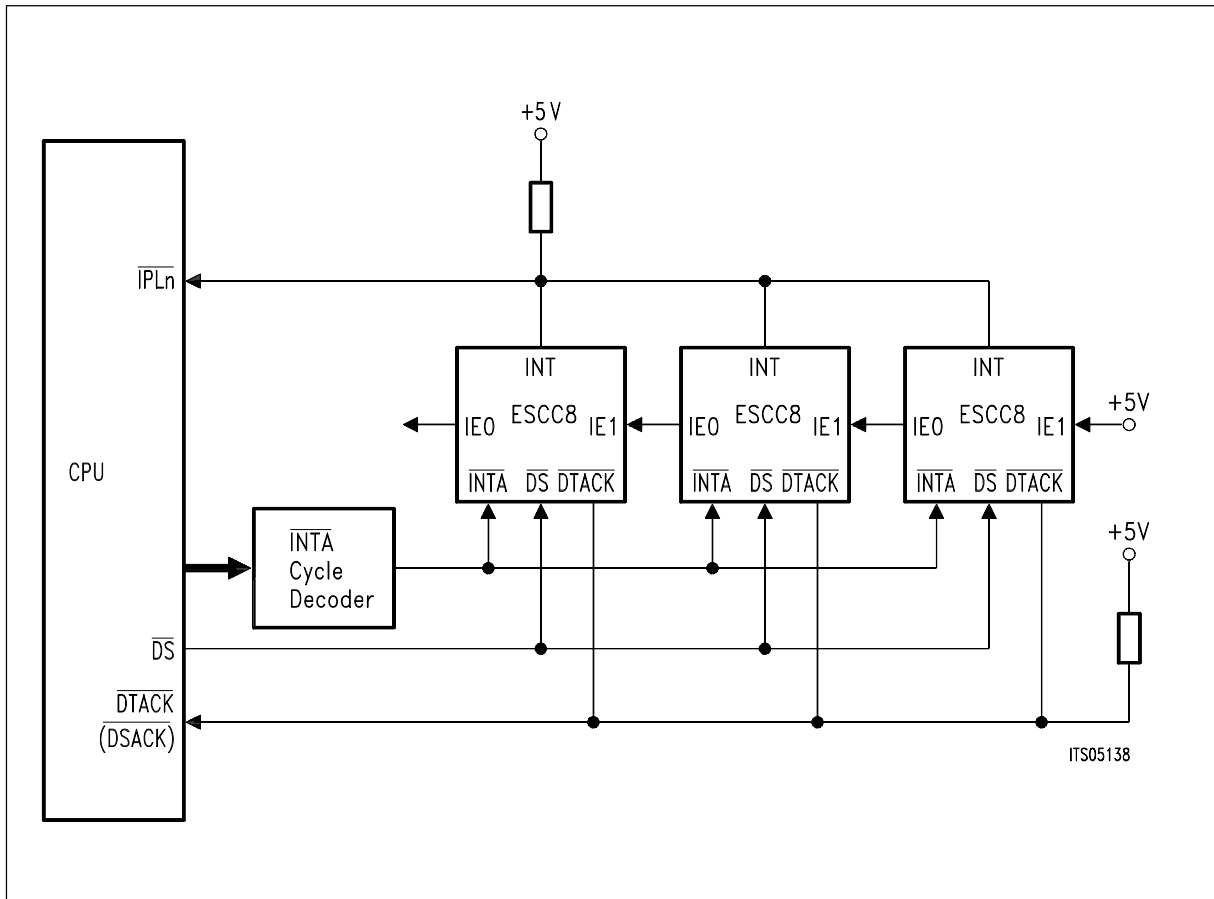 +5V
IPLn
INT
INT
INT
ESCC8
ESCC8
ESCC8
+5V
IE0
IE1
IE0
IE1
IE0
IE1
CPU
INTA
DS
DTACK
INTA
DS
DTACK
INTA
DS
DTACK
INTA
Cycle
Decoder
+5V
DS
DTACK
(DSACK)
ITS05138